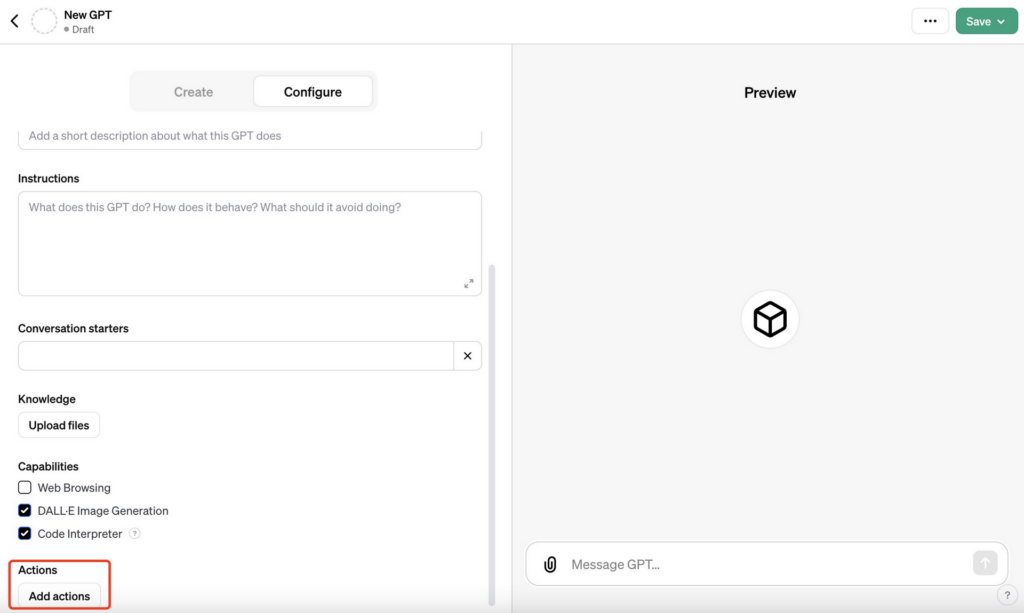 New GPT
Draft
...
Save
Create
Configure
Preview
Add a short description about what this GPT does
Instructions
What does this GPT do? How does it behave? What should it avoid doing?
Conversation starters
Knowledge
Upload files
Capabilities
Web Browsing
DALL·E Image Generation
Code Interpreter ?
Actions
Add actions
Message GPT...
?